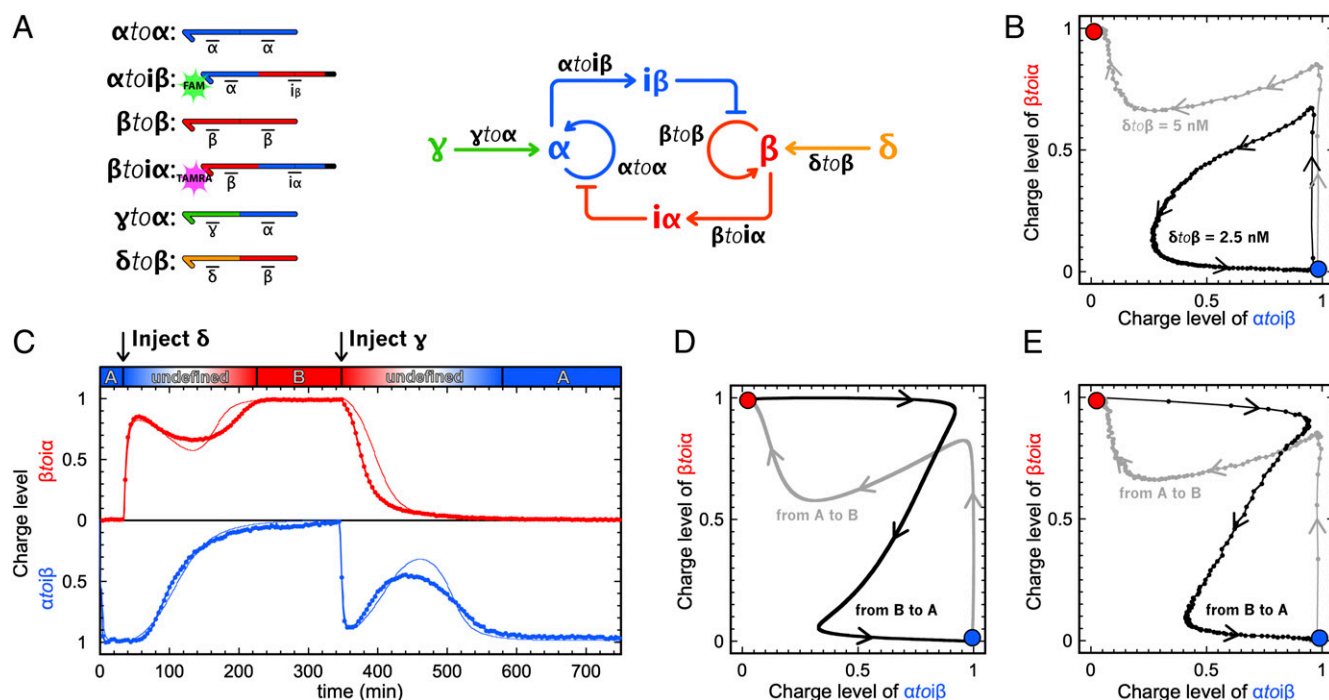 A
αtoα:
α
α
αtoiβ:
FAM
α
iβ
βtoβ:
β
β
βtoiα:
TAMRA
β
iα
γtoα:
γ
α
δtoβ:
δ
β
αtoiβ
iβ
γ
γtoα
α
αtoα
βtoβ
β
δtoβ
δ
iα
βtoiα
B
Charge level of βtoiα
1
0.5
0
δtoβ = 5 nM
δtoβ = 2.5 nM
0
0.5
1
Charge level of αtoiβ
C
Inject δ
Inject γ
A
undefined
B
undefined
A
Charge level
βtoiα
αtoiβ
1
0.5
0
0.5
1
0
100
200
300
400
500
600
700
time (min)
D
Charge level of βtoiα
1
0.5
0
from A to B
from B to A
0
0.5
1
Charge level of αtoiβ
E
Charge level of βtoiα
1
0.5
0
from A to B
from B to A
0
0.5
1
Charge level of αtoiβ